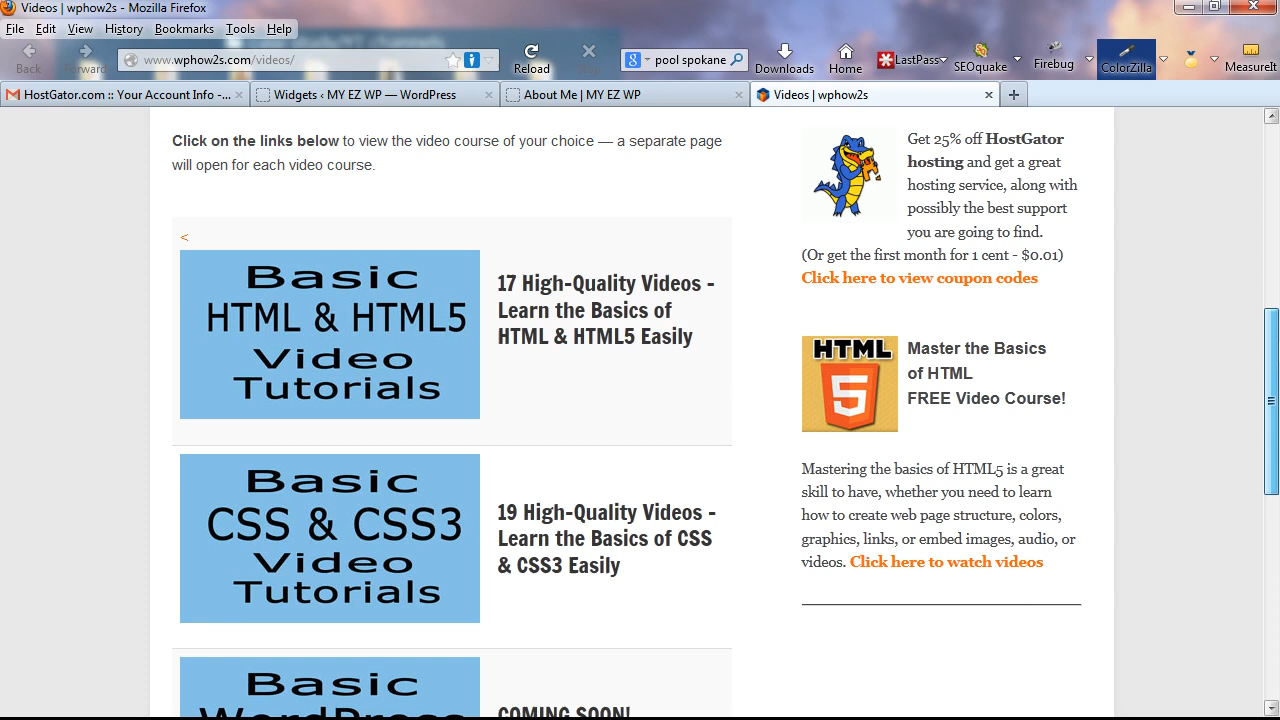 Videos | wphow2s - Mozilla Firefox
File Edit View History Bookmarks Tools Help
Back Forward www.wphow2s.com/videos/ Reload pool spokane Downloads Home LastPass SEOquake Firebug ColorZilla MeasureIt
HostGator.com :: Your Account Info -... Widgets ‹ MY EZ WP — WordPress About Me | MY EZ WP Videos | wphow2s
Click on the links below to view the video course of your choice — a separate page
will open for each video course.
<
Basic
HTML & HTML5
Video
Tutorials
17 High-Quality Videos -
Learn the Basics of
HTML & HTML5 Easily
Basic
CSS & CSS3
Video
Tutorials
19 High-Quality Videos -
Learn the Basics of CSS
& CSS3 Easily
Basic
WordPress
COMING SOON!
Get 25% off HostGator
hosting and get a great
hosting service, along with
possibly the best support
you are going to find.
(Or get the first month for 1 cent - $0.01)
Click here to view coupon codes
HTML
5
Master the Basics
of HTML
FREE Video Course!
Mastering the basics of HTML5 is a great
skill to have, whether you need to learn
how to create web page structure, colors,
graphics, links, or embed images, audio, or
videos. Click here to watch videos